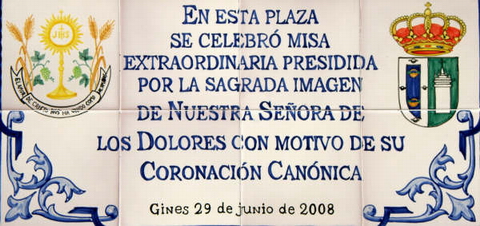 En esta plaza
se celebró misa
extraordinaria presidida
por la Sagrada Imagen
de Nuestra Señora de
los Dolores con motivo de su
Coronación Canónica
Gines 29 de junio de 2008
JHS